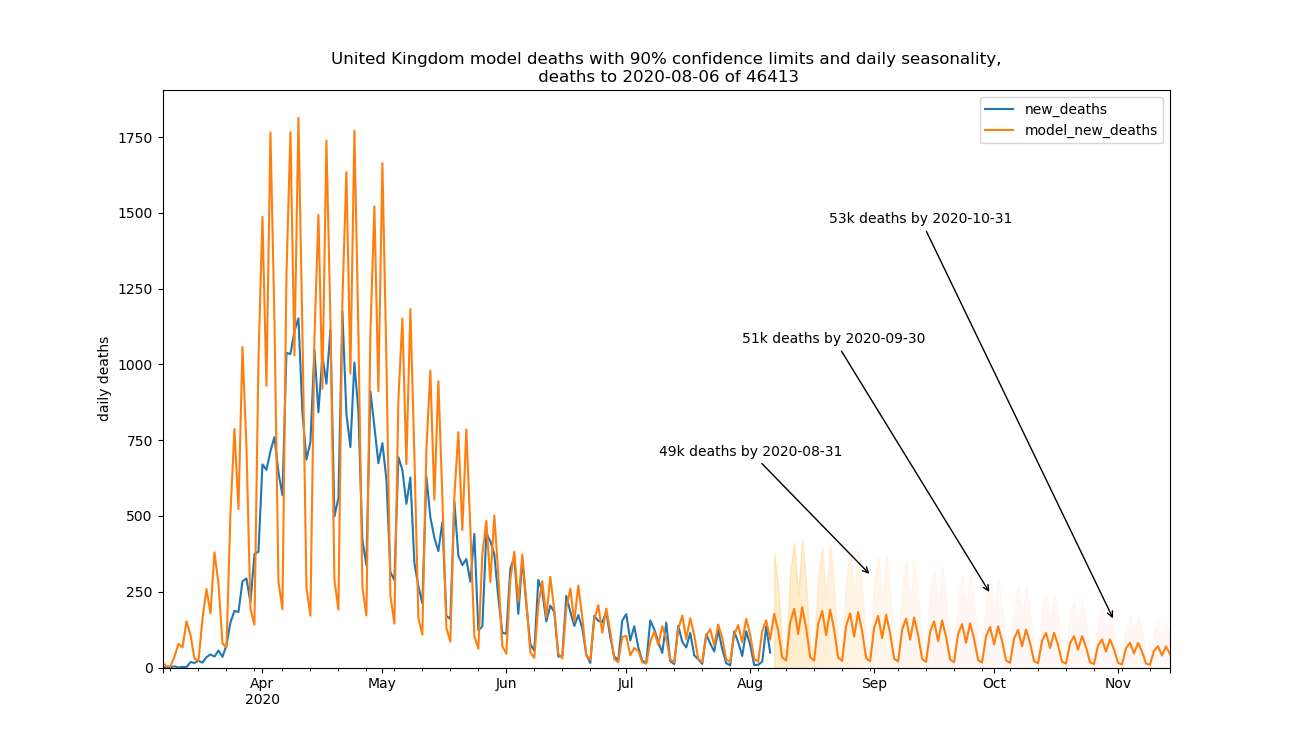 United Kingdom model deaths with 90% confidence limits and daily seasonality,
deaths to 2020-08-06 of 46413
new_deaths
model_new_deaths
1750
1500
1250
1000
750
500
250
0
daily deaths
53k deaths by 2020-10-31
51k deaths by 2020-09-30
49k deaths by 2020-08-31
Apr May Jun Jul Aug Sep Oct Nov
2020